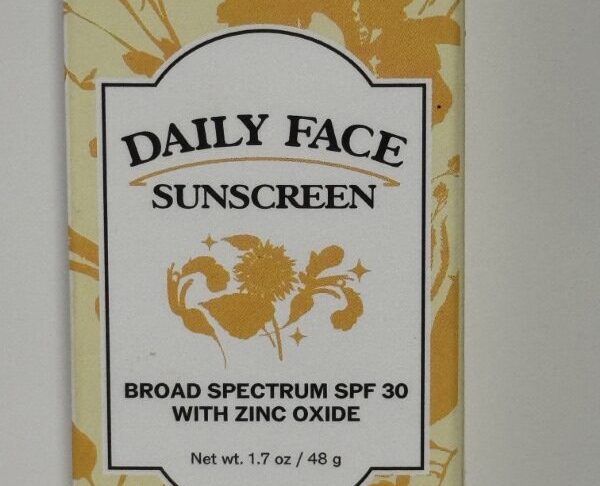 DAILY FACE
SUNSCREEN
BROAD SPECTRUM SPF 30
WITH ZINC OXIDE
Net wt. 1.7 oz / 48 g